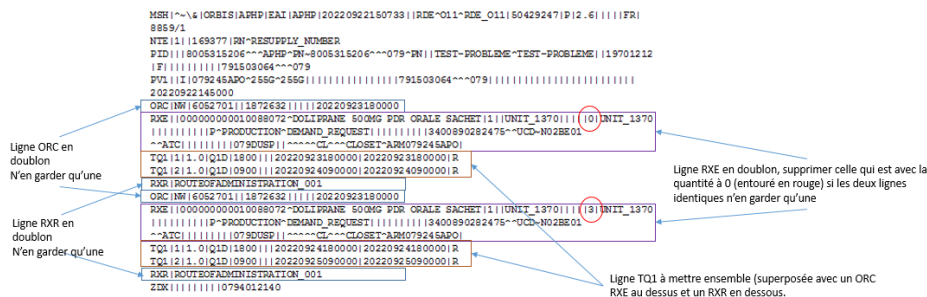 MSH|^~\&|ORBIS|APHP|EAI|APHP|20220922150733||RDE^O11^RDE_O11|50429247|P|2.6|||||FR|
8859/1
NTE|1||169377|RN^RESUPPLY_NUMBER
PID|||8005315206^^^APHP^PN~8005315206^^^079^PN||TEST-PROBLEME^TEST-PROBLEME||19701212
|F||||||||||791503064^^^079
PV1||I|079245APO^255G^255G||||||||||||||||791503064^^^079|||||||||||||||||||||||||
20220922145000
ORC|NW|6052701||1872632|||||20220923180000
RXE||0000000000010088072^DOLIPRANE 500MG PDR ORALE SACHET|1||UNIT_1370|||||0|UNIT_1370
||||||||||P^PRODUCTION^DEMAND_REQUEST|||||||||3400890282475^^UCD~N02BE01
^^ATC||||||||079DUSP||^^^^^CL^^^CLOSET^ARM079245APO|
TQ1|1|1.0|Q1D|1800|||20220923180000|20220923180000|R
TQ1|2|1.0|Q1D|||||20220924090000|20220924090000|R
RXR|ROUTEOFADMINISTRATION_001
ORC|NW|6052701||1872632|||||20220923180000
RXE||0000000000010088072^DOLIPRANE 500MG PDR ORALE SACHET|1||UNIT_1370|||||3|UNIT_1370
||||||||||P^PRODUCTION^DEMAND_REQUEST|||||||||3400890282475^^UCD~N02BE01
^^ATC||||||||079DUSP||^^^^^CL^^^CLOSET^ARM079245APO|
TQ1|1|1.0|Q1D|1800|||20220924180000|20220924180000|R
TQ1|2|1.0|Q1D|||||20220925090000|20220925090000|R
RXR|ROUTEOFADMINISTRATION_001
ZDX|||||||||0794012140
Ligne ORC en
doublon
N'en garder qu'une
Ligne RXR en
doublon
N'en garder qu'une
Ligne RXE en doublon, supprimer celle qui est avec la
quantité à 0 (entouré en rouge) si les deux lignes
identiques n'en garder qu'une
Ligne TQ1 à mettre ensemble (superposée avec un ORC
RXE au dessus et un RXR en dessous.